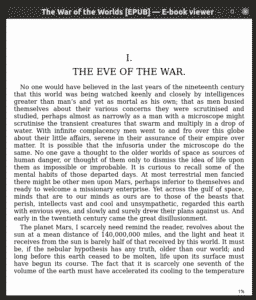 The War of the Worlds [EPUB] — E-book viewer
I.
THE EVE OF THE WAR.
No one would have believed in the last years of the nineteenth century
that this world was being watched keenly and closely by intelligences
greater than man's and yet as mortal as his own; that as men busied
themselves about their various concerns they were scrutinised and
studied, perhaps almost as narrowly as a man with a microscope might
scrutinise the transient creatures that swarm and multiply in a drop of
water. With infinite complacency men went to and fro over this globe
about their little affairs, serene in their assurance of their empire over
matter. It is possible that the infusoria under the microscope do the
same. No one gave a thought to the older worlds of space as sources of
human danger, or thought of them only to dismiss the idea of life upon
them as impossible or improbable. It is curious to recall some of the
mental habits of those departed days. At most terrestrial men fancied
there might be other men upon Mars, perhaps inferior to themselves and
ready to welcome a missionary enterprise. Yet across the gulf of space,
minds that are to our minds as ours are to those of the beasts that
perish, intellects vast and cool and unsympathetic, regarded this earth
with envious eyes, and slowly and surely drew their plans against us. And
early in the twentieth century came the great disillusionment.
The planet Mars, I scarcely need remind the reader, revolves about the
sun at a mean distance of 140,000,000 miles, and the light and heat it
receives from the sun is barely half of that received by this world. It must
be, if the nebular hypothesis has any truth, older than our world; and
long before this earth ceased to be molten, life upon its surface must
have begun its course. The fact that it is scarcely one seventh of the
volume of the earth must have accelerated its cooling to the temperature